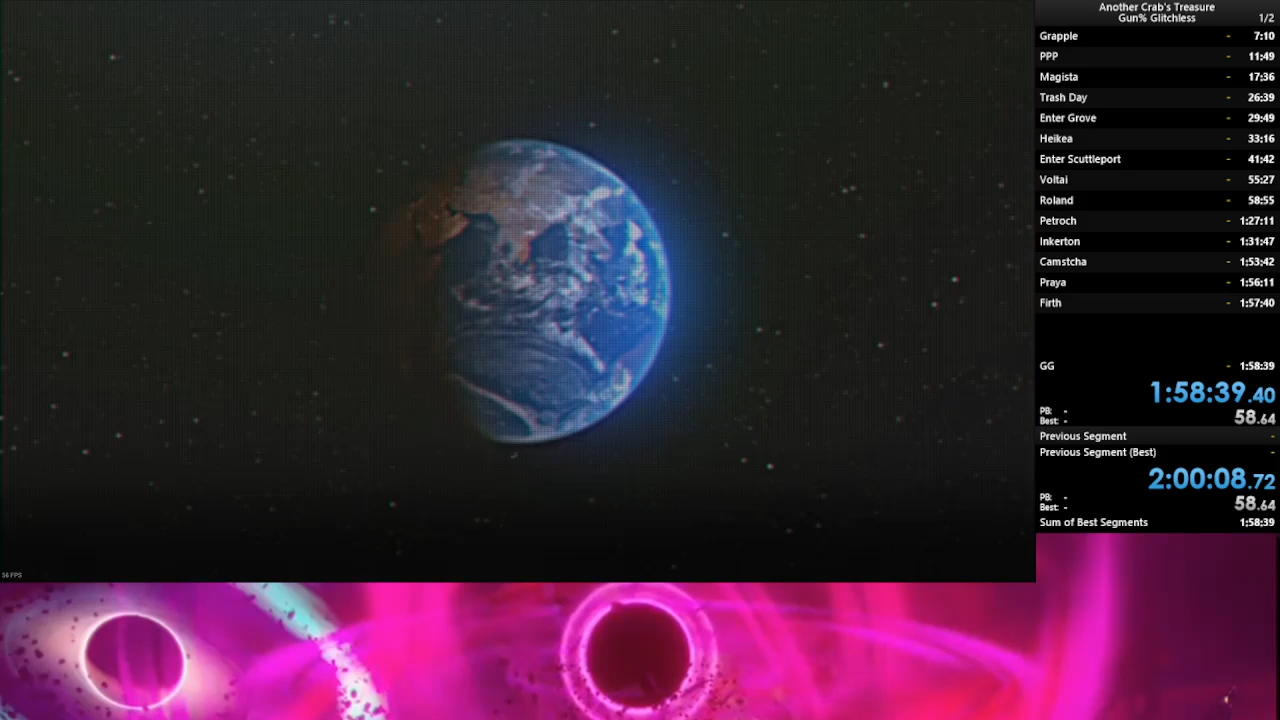 Another Crab's Treasure
Gun% Glitchless 1/2
Grapple - 7:10
PPP - 11:49
Magista - 17:36
Trash Day - 26:39
Enter Grove - 29:49
Heikea - 33:16
Enter Scuttleport - 41:42
Voltai - 55:27
Roland - 58:55
Petroch - 1:27:11
Inkerton - 1:31:47
Camstcha - 1:53:42
Praya - 1:56:11
Firth - 1:57:40
GG - 1:58:39
1:58:39.40
PB: -
Best: - 58.64
Previous Segment -
Previous Segment (Best) -
2:00:08.72
PB: -
Best: - 58.64
Sum of Best Segments 1:58:39
56 FPS